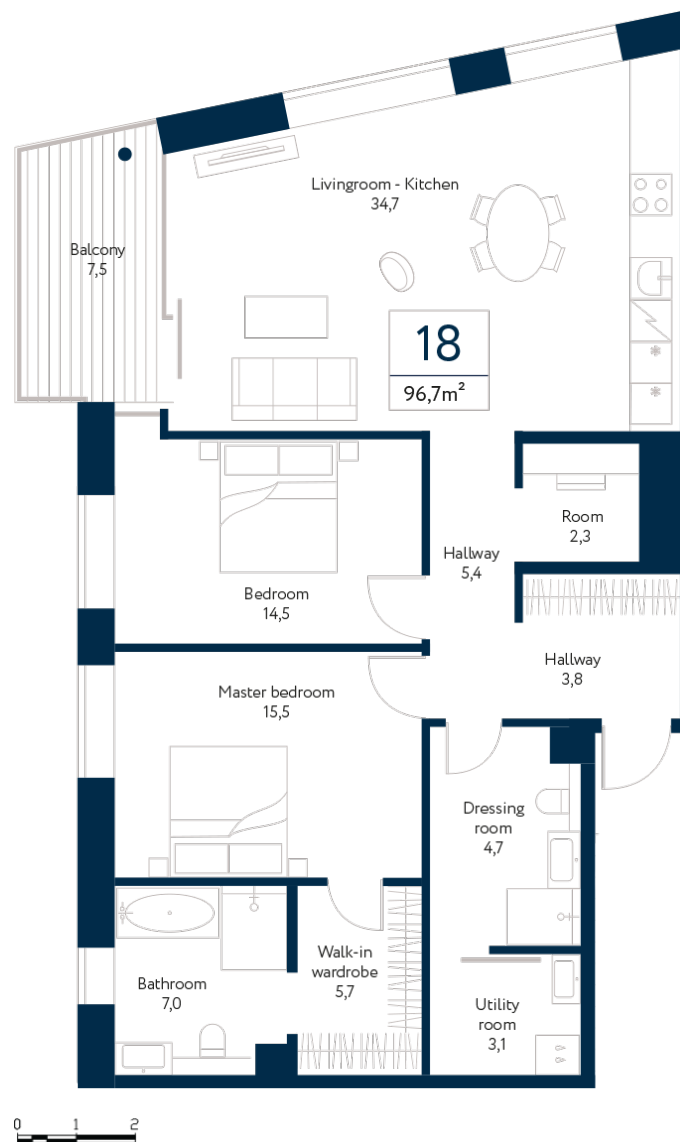 Livingroom - Kitchen
34,7
Balcony
7,5
18
96,7m²
Room
2,3
Hallway
5,4
Bedroom
14,5
Hallway
3,8
Master bedroom
15,5
Dressing
room
4,7
Walk-in
wardrobe
5,7
Bathroom
7,0
Utility
room
3,1
0 1 2